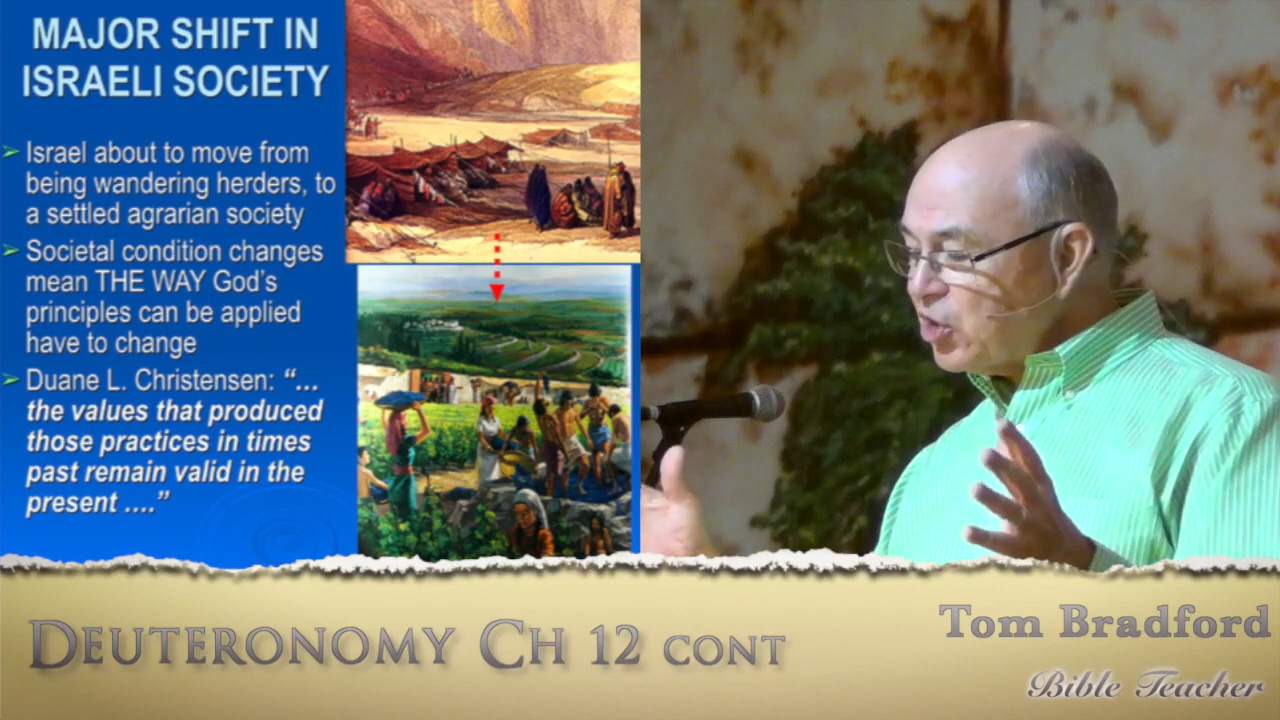 MAJOR SHIFT IN
ISRAELI SOCIETY
➢ Israel about to move from
being wandering herders, to
a settled agrarian society
➢ Societal condition changes
mean THE WAY God's
principles can be applied
have to change
➢ Duane L. Christensen: “...
the values that produced
those practices in times
past remain valid in the
present ....”
DEUTERONOMY CH 12 CONT
Tom Bradford
Bible Teacher